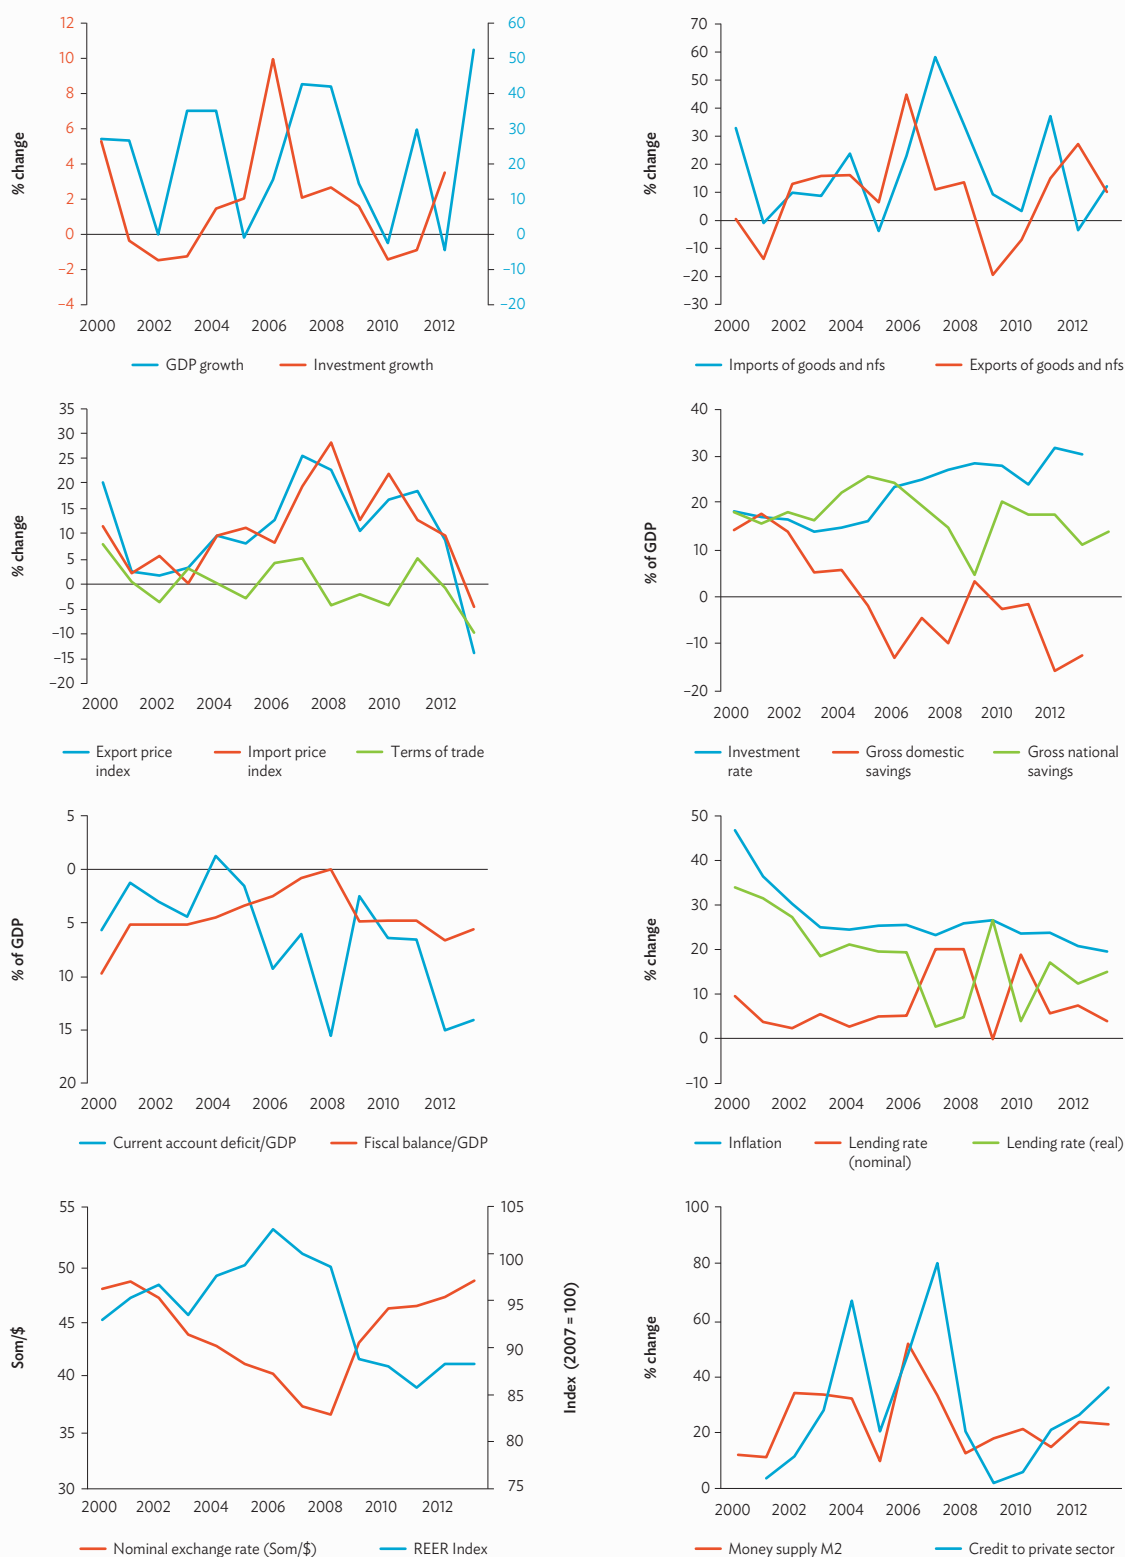 % change
12
10
8
6
4
2
0
–2
–4
60
50
40
30
20
10
0
–10
–20
2000 2002 2004 2006 2008 2010 2012
GDP growth Investment growth
% change
70
60
50
40
30
20
10
0
–10
–20
–30
2000 2002 2004 2006 2008 2010 2012
Imports of goods and nfs Exports of goods and nfs
% change
35
30
25
20
15
10
5
0
–5
–10
–15
–20
2000 2002 2004 2006 2008 2010 2012
Export price index
Import price index
Terms of trade
% of GDP
40
30
20
10
0
–10
–20
2000 2002 2004 2006 2008 2010 2012
Investment rate
Gross domestic savings
Gross national savings
% of GDP
5
0
5
10
15
20
2000 2002 2004 2006 2008 2010 2012
Current account deficit/GDP Fiscal balance/GDP
% change
50
40
30
20
10
0
–10
2000 2002 2004 2006 2008 2010 2012
Inflation
Lending rate (nominal)
Lending rate (real)
Som/$
55
50
45
40
35
30
105
100
95
90
85
80
75
Index (2007 = 100)
2000 2002 2004 2006 2008 2010 2012
Nominal exchange rate (Som/$) REER Index
% change
100
80
60
40
20
0
2000 2002 2004 2006 2008 2010 2012
Money supply M2 Credit to private sector